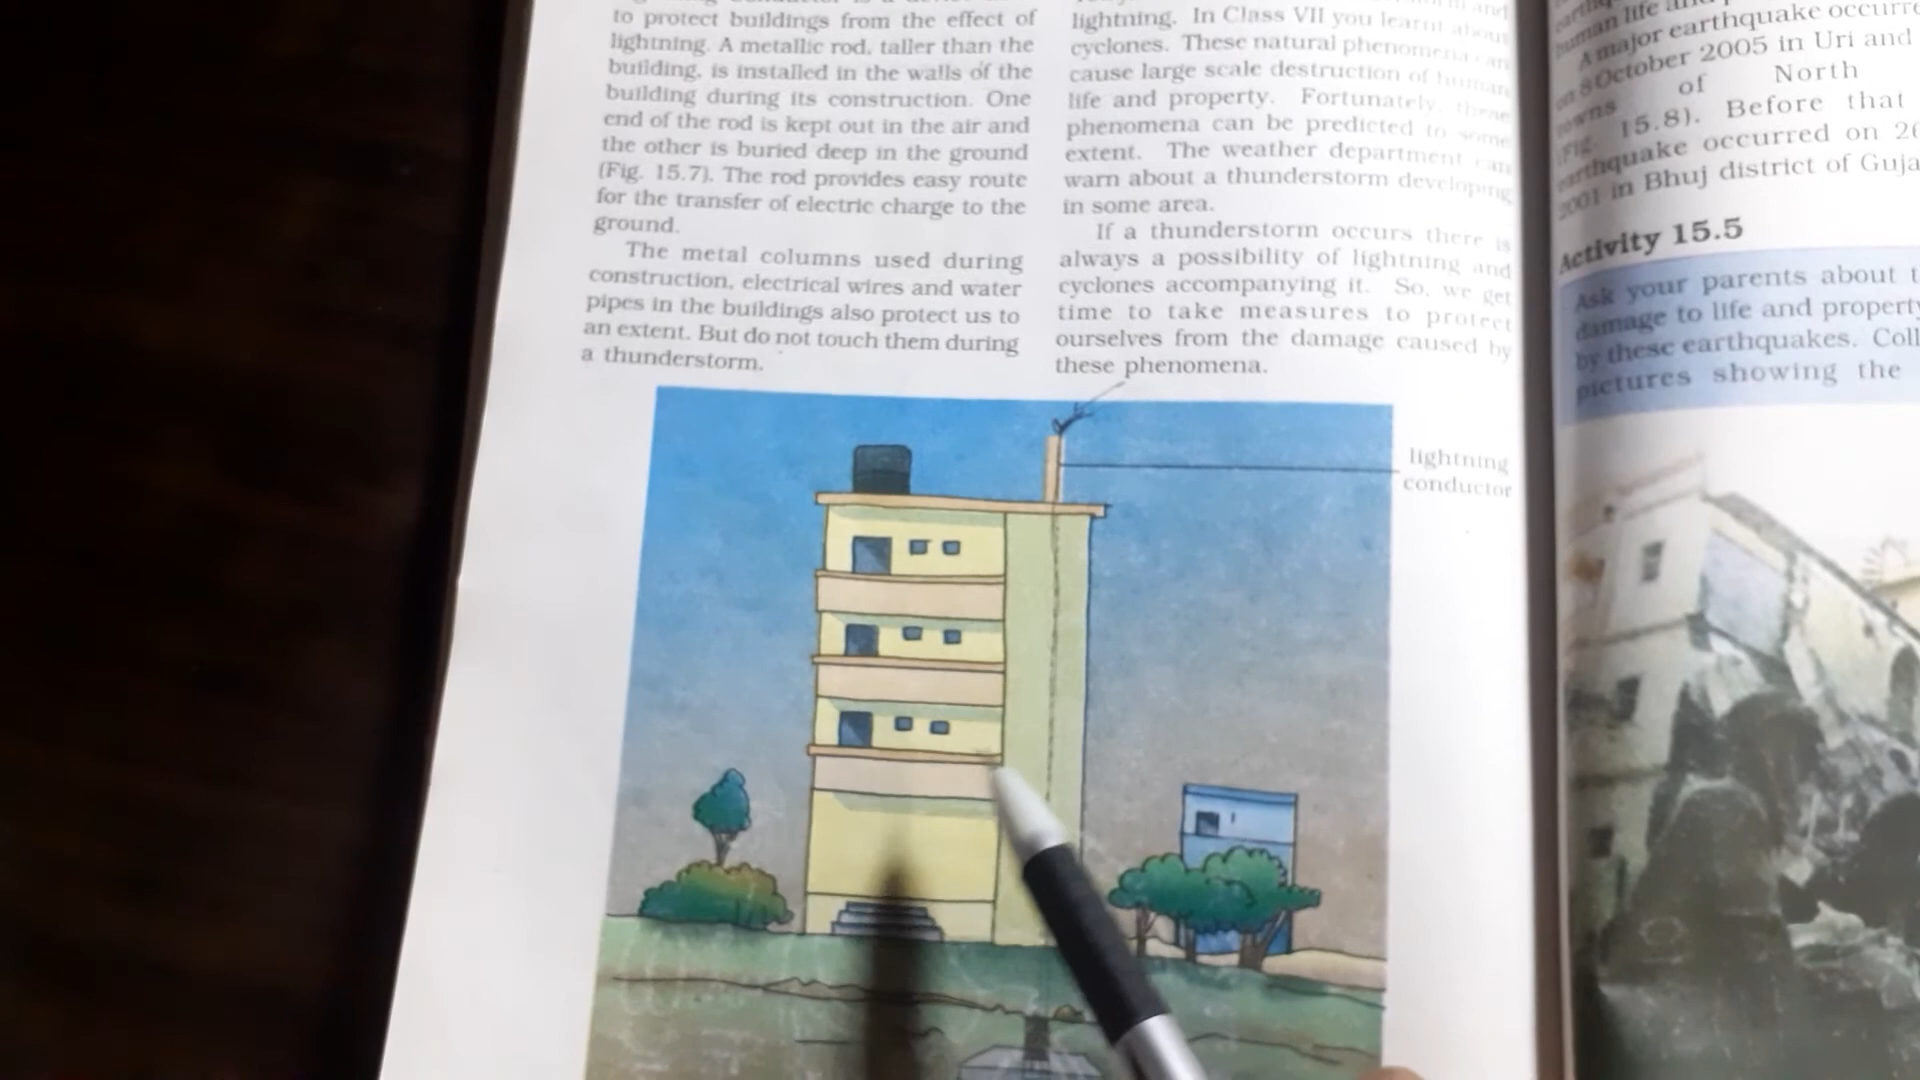 to protect buildings from the effect of
lightning. A metallic rod, taller than the
building, is installed in the walls of the
building during its construction. One
end of the rod is kept out in the air and
the other is buried deep in the ground
(Fig. 15.7). The rod provides easy route
for the transfer of electric charge to the
ground.
The metal columns used during
construction, electrical wires and water
pipes in the buildings also protect us to
an extent. But do not touch them during
a thunderstorm.
lightning. In Class VII you learnt about
cyclones. These natural phenomena can
cause large scale destruction of human
life and property. Fortunately, these
phenomena can be predicted to some
extent. The weather department can
warn about a thunderstorm developing
in some area.
If a thunderstorm occurs there is
always a possibility of lightning and
cyclones accompanying it. So, we get
time to take measures to protect
ourselves from the damage caused by
these phenomena.
lightning
conductor
human life and
A major earthquake occurre
on 8 October 2005 in Uri and
towns of North
(Fig. 15.8). Before that
earthquake occurred on 26
2001 in Bhuj district of Guja
Activity 15.5
Ask your parents about t
damage to life and property
by these earthquakes. Coll
pictures showing the